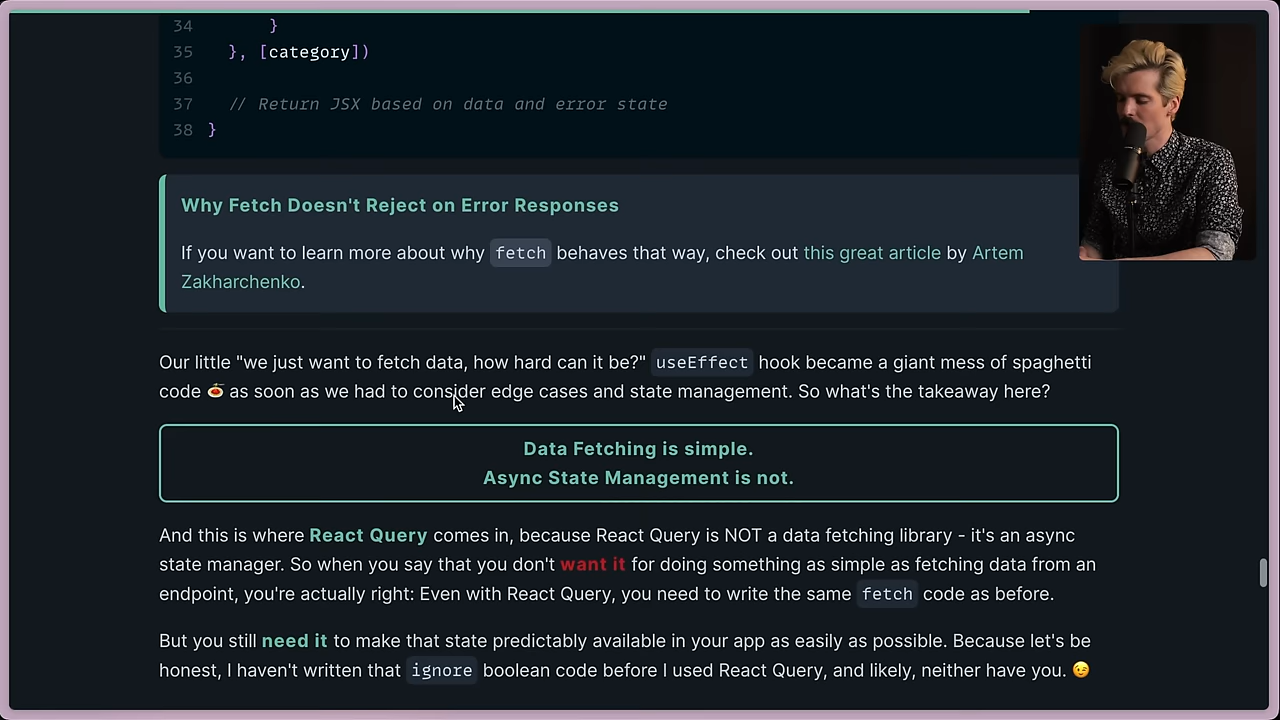 34 }
35 }, [category])
36
37 // Return JSX based on data and error state
38 }
Why Fetch Doesn't Reject on Error Responses
If you want to learn more about why fetch behaves that way, check out this great article by Artem
Zakharchenko.
Our little "we just want to fetch data, how hard can it be?" useEffect hook became a giant mess of spaghetti
code 🍝 as soon as we had to consider edge cases and state management. So what's the takeaway here?
Data Fetching is simple.
Async State Management is not.
And this is where React Query comes in, because React Query is NOT a data fetching library - it's an async
state manager. So when you say that you don't want it for doing something as simple as fetching data from an
endpoint, you're actually right: Even with React Query, you need to write the same fetch code as before.
But you still need it to make that state predictably available in your app as easily as possible. Because let's be
honest, I haven't written that ignore boolean code before I used React Query, and likely, neither have you. 😉